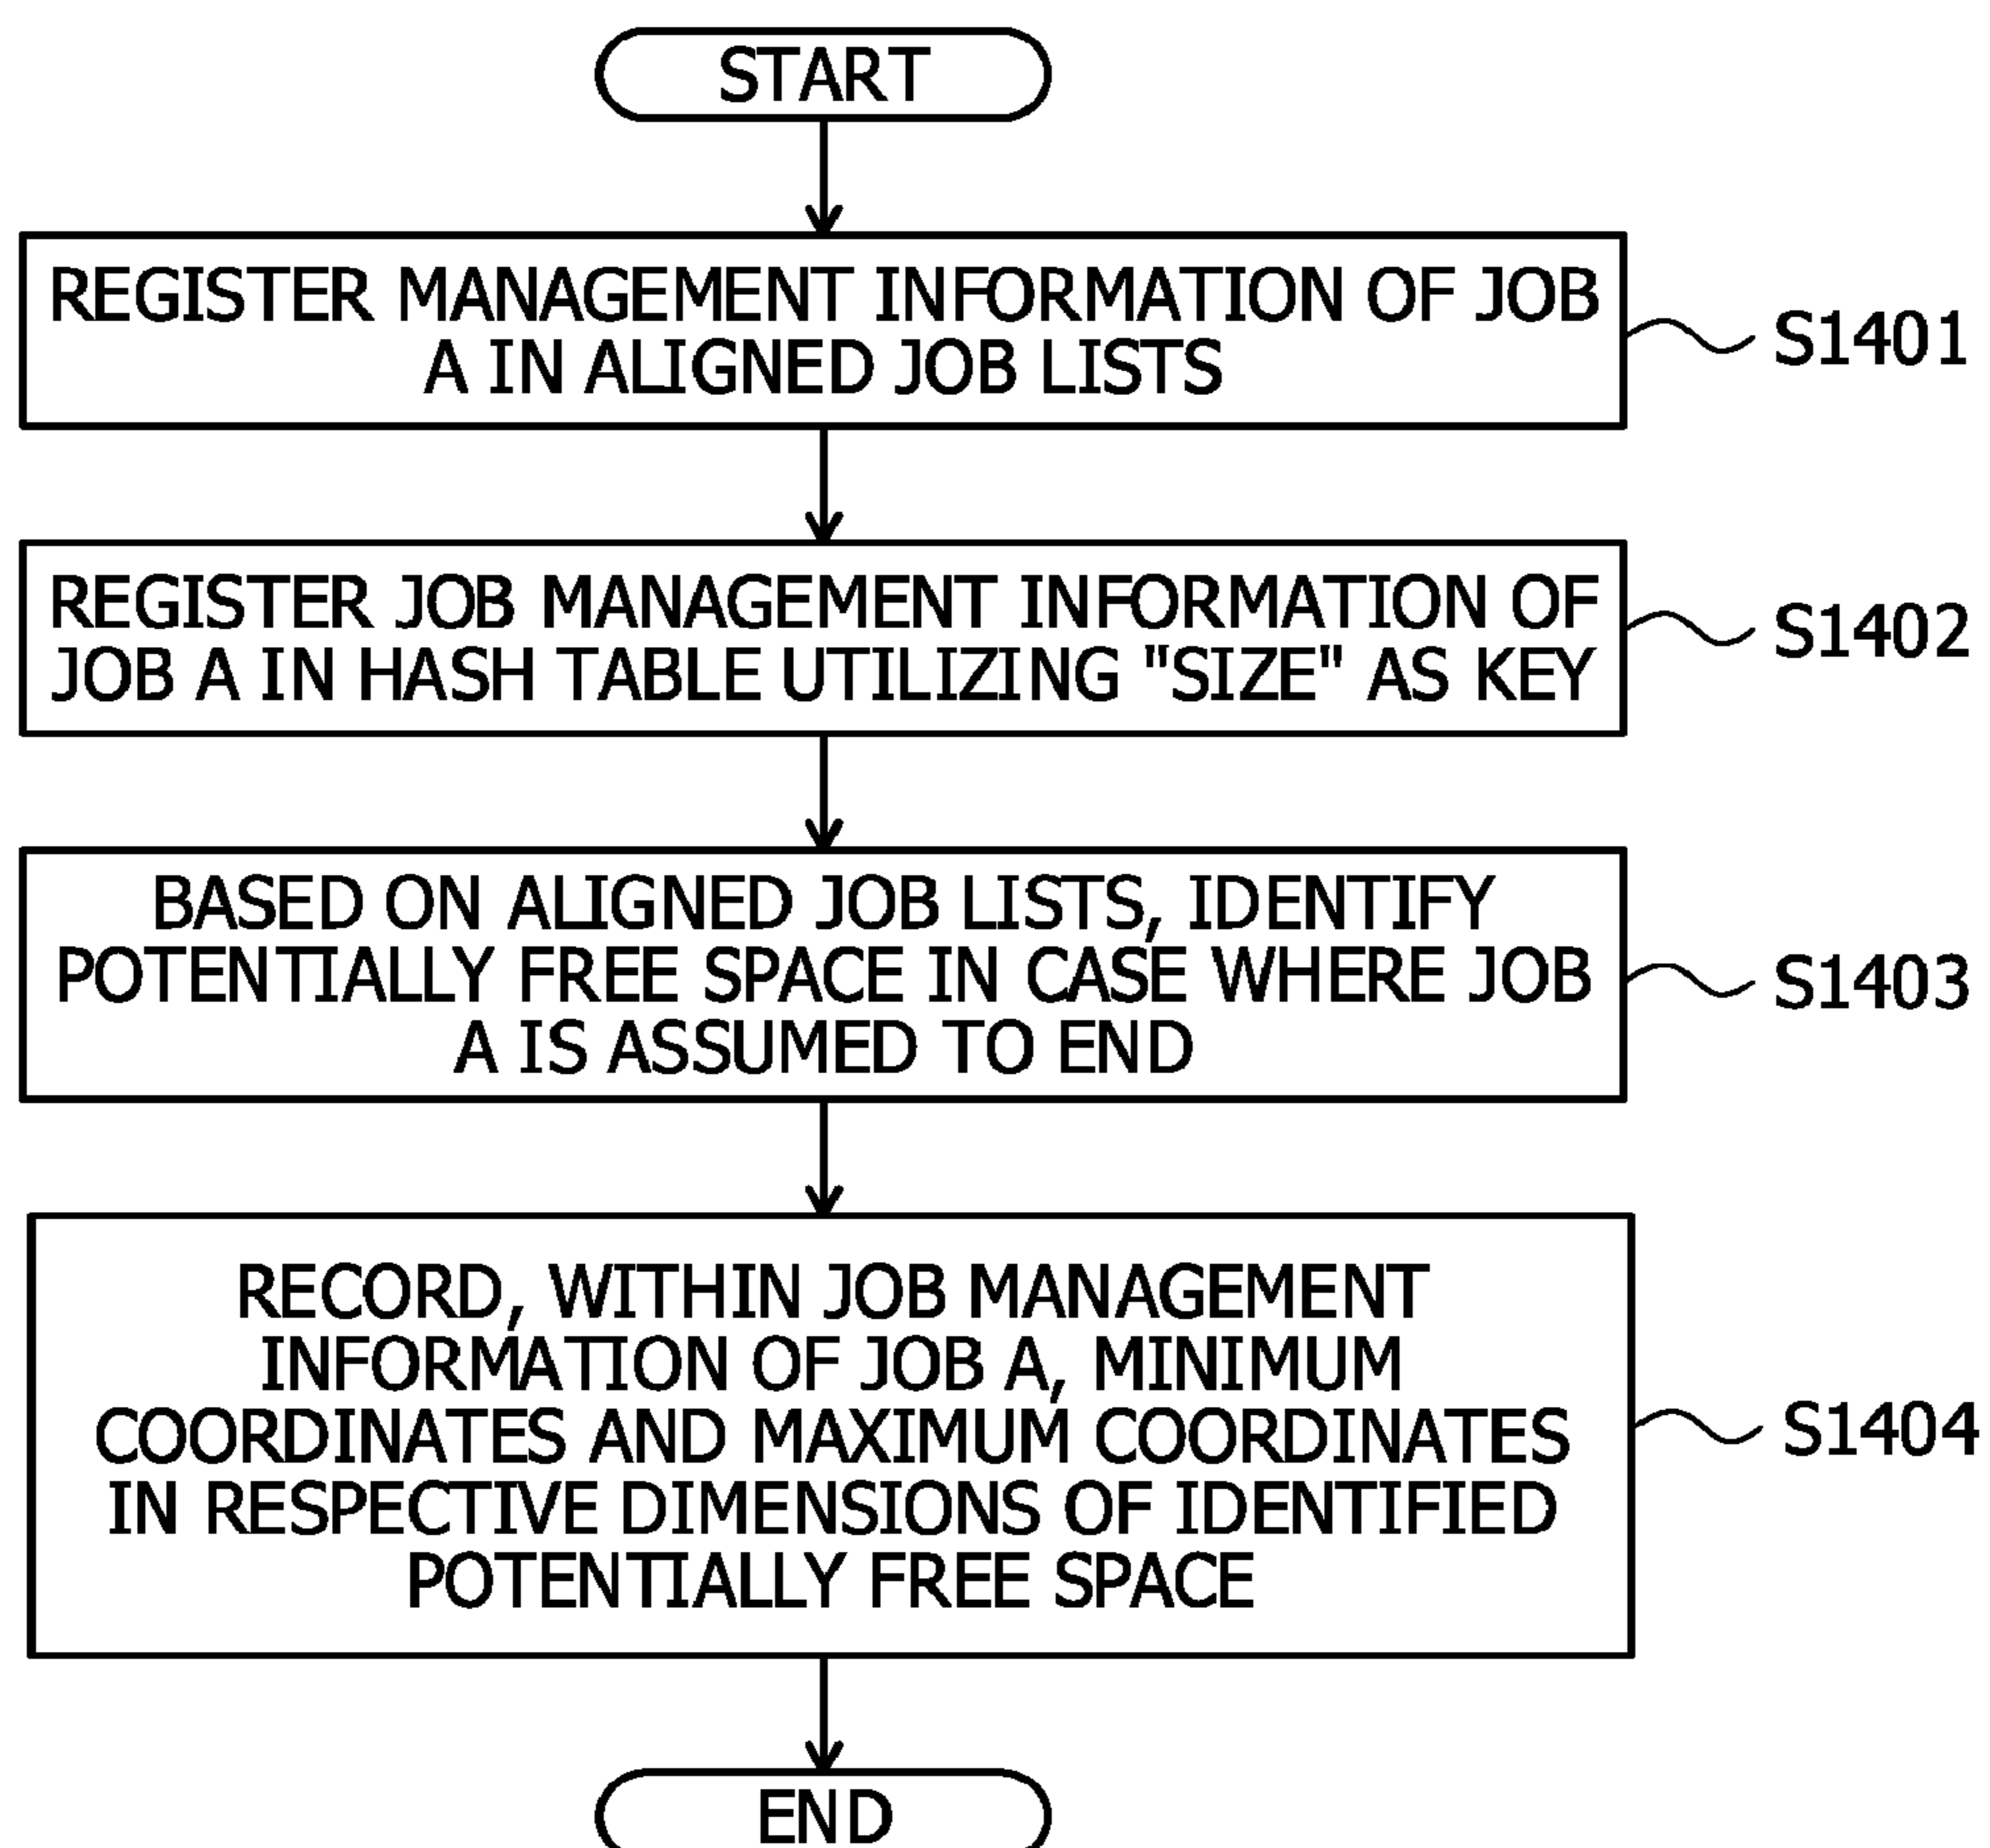 START
REGISTER MANAGEMENT INFORMATION OF JOB
A IN ALIGNED JOB LISTS
S1401
REGISTER JOB MANAGEMENT INFORMATION OF
JOB A IN HASH TABLE UTILIZING "SIZE" AS KEY
S1402
BASED ON ALIGNED JOB LISTS, IDENTIFY
POTENTIALLY FREE SPACE IN CASE WHERE JOB
A IS ASSUMED TO END
S1403
RECORD, WITHIN JOB MANAGEMENT
INFORMATION OF JOB A, MINIMUM
COORDINATES AND MAXIMUM COORDINATES
IN RESPECTIVE DIMENSIONS OF IDENTIFIED
POTENTIALLY FREE SPACE
S1404
END